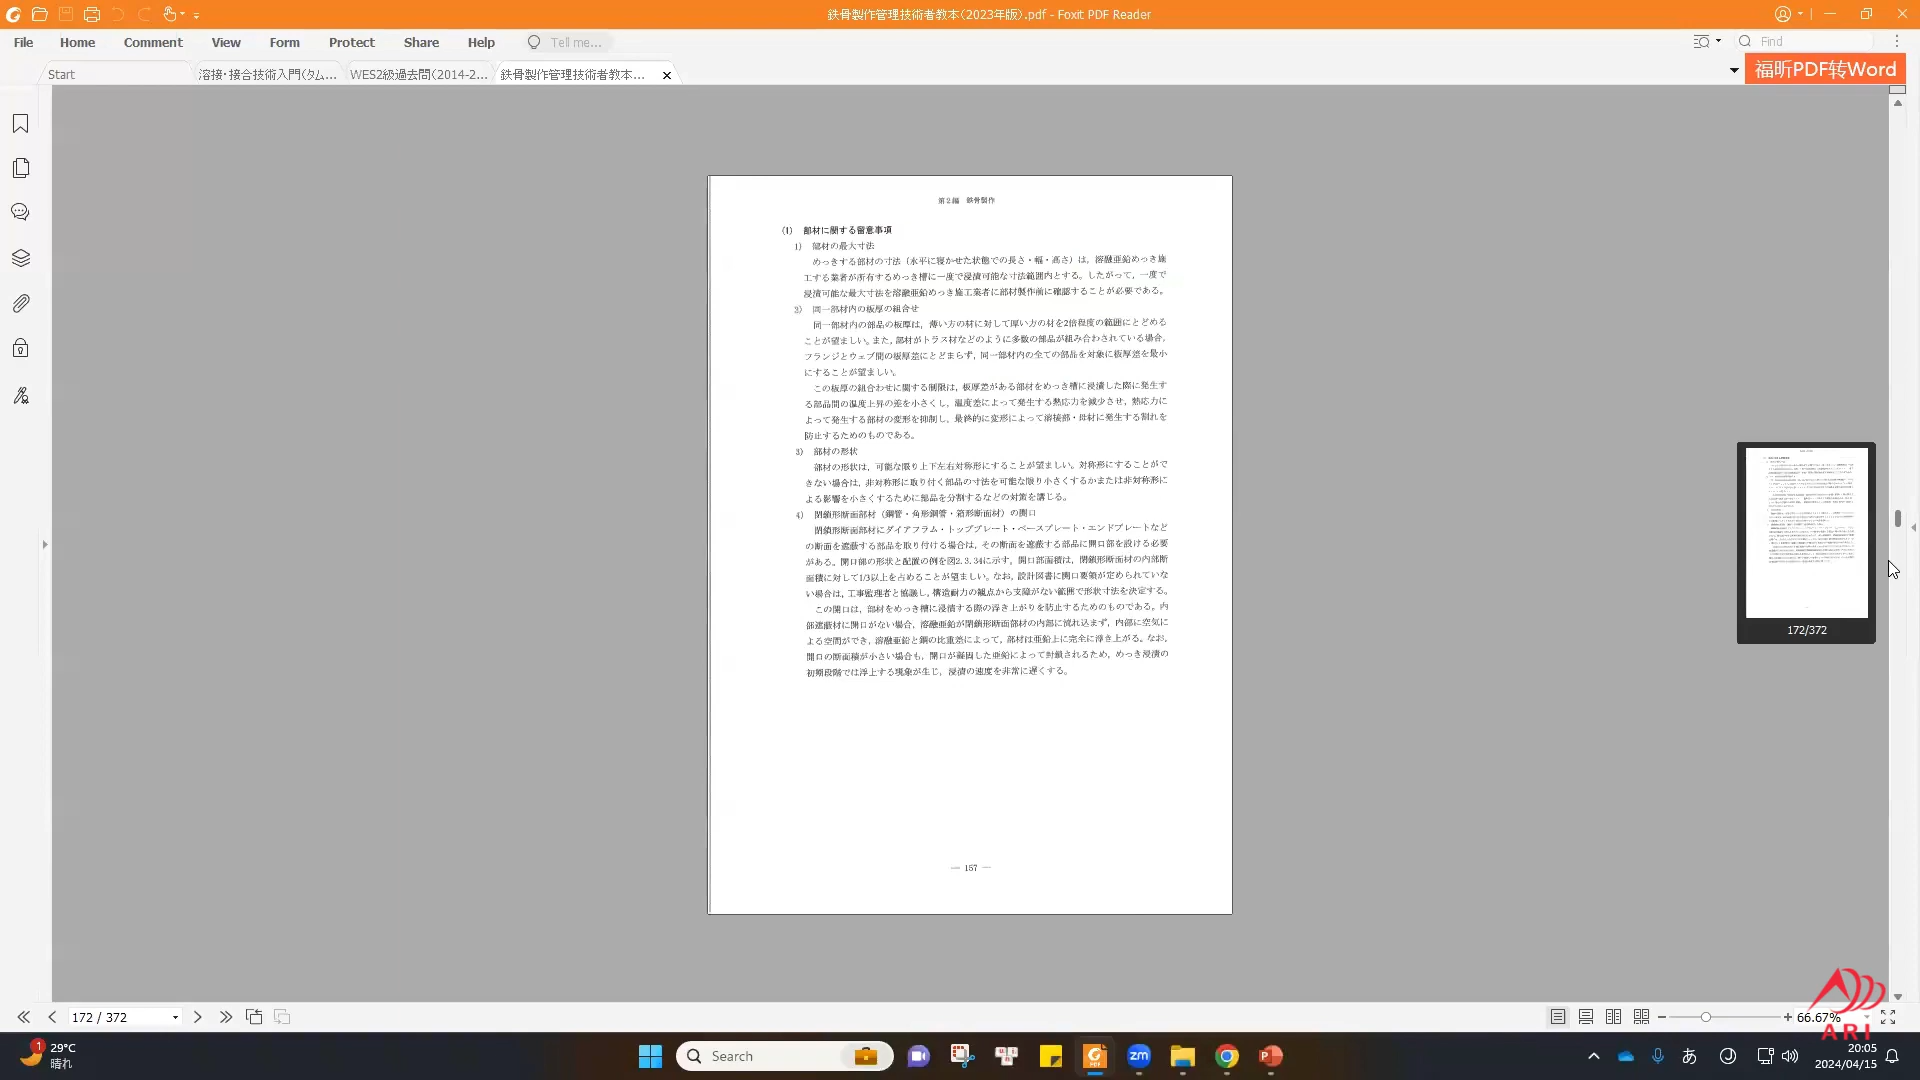 鉄骨製作管理技術者教本(2023年版).pdf - Foxit PDF Reader
File Home Comment View Form Protect Share Help Tell me... Find
Start 溶接・接合技術入門(タム... WES2級過去問(2014-2... 鉄骨製作管理技術者教本...
福昕PDF转Word
第2編　鉄骨製作
(1)　部材に関する留意事項
1)　部材の最大寸法
めっきする部材の寸法（水平に寝かせた状態での長さ・幅・高さ）は，溶融亜鉛めっき施
工する業者が所有するめっき槽に一度で浸漬可能な寸法範囲内とする。したがって，一度で
浸漬可能な最大寸法を溶融亜鉛めっき施工業者に部材製作前に確認することが必要である。
2)　同一部材内の板厚の組合せ
同一部材内の部品の板厚は，薄い方の材に対して厚い方の材を2倍程度の範囲にとどめる
ことが望ましい。また，部材がトラス材などのように多数の部品が組み合わされている場合，
フランジとウェブ間の板厚差にとどまらず，同一部材内の全ての部品を対象に板厚差を最小
にすることが望ましい。
この板厚の組合わせに関する制限は，板厚差がある部材をめっき槽に浸漬した際に発生す
る部品間の温度上昇の差を小さくし，温度差によって発生する熱応力を減少させ，熱応力に
よって発生する部材の変形を抑制し，最終的に変形によって溶接部・母材に発生する割れを
防止するためのものである。
3)　部材の形状
部材の形状は，可能な限り上下左右対称形にすることが望ましい。対称形にすることがで
きない場合は，非対称形に取り付く部品の寸法を可能な限り小さくするかまたは非対称形に
よる影響を小さくするために部品を分割するなどの対策を講じる。
4)　閉鎖形断面部材（鋼管・角形鋼管・箱形断面材）の開口
閉鎖形断面部材にダイアフラム・トッププレート・ベースプレート・エンドプレートなど
の断面を遮蔽する部品を取り付ける場合は，その断面を遮蔽する部品に開口部を設ける必要
がある。開口部の形状と配置の例を図2.3.34に示す。開口部面積は，閉鎖形断面材の内部断
面積に対して1/3以上を占めることが望ましい。なお，設計図書に開口要領が定められていな
い場合は，工事監理者と協議し，構造耐力の観点から支障がない範囲で形状寸法を決定する。
この開口は，部材をめっき槽に浸漬する際の浮き上がりを防止するためのものである。内
部遮蔽材に開口がない場合，溶融亜鉛が閉鎖形断面部材の内部に流れ込まず，内部に空気に
よる空間ができ，溶融亜鉛と鋼の比重差によって，部材は亜鉛上に完全に浮き上がる。なお，
開口の断面積が小さい場合も，開口が凝固した亜鉛によって封鎖されるため，めっき浸漬の
初期段階では浮上する現象が生じ，浸漬の速度を非常に遅くする。
― 157 ―
172/372
172 / 372
66.67%
ARI
1 29°C
晴れ
Search
zm
あ
20:05
2024/04/15